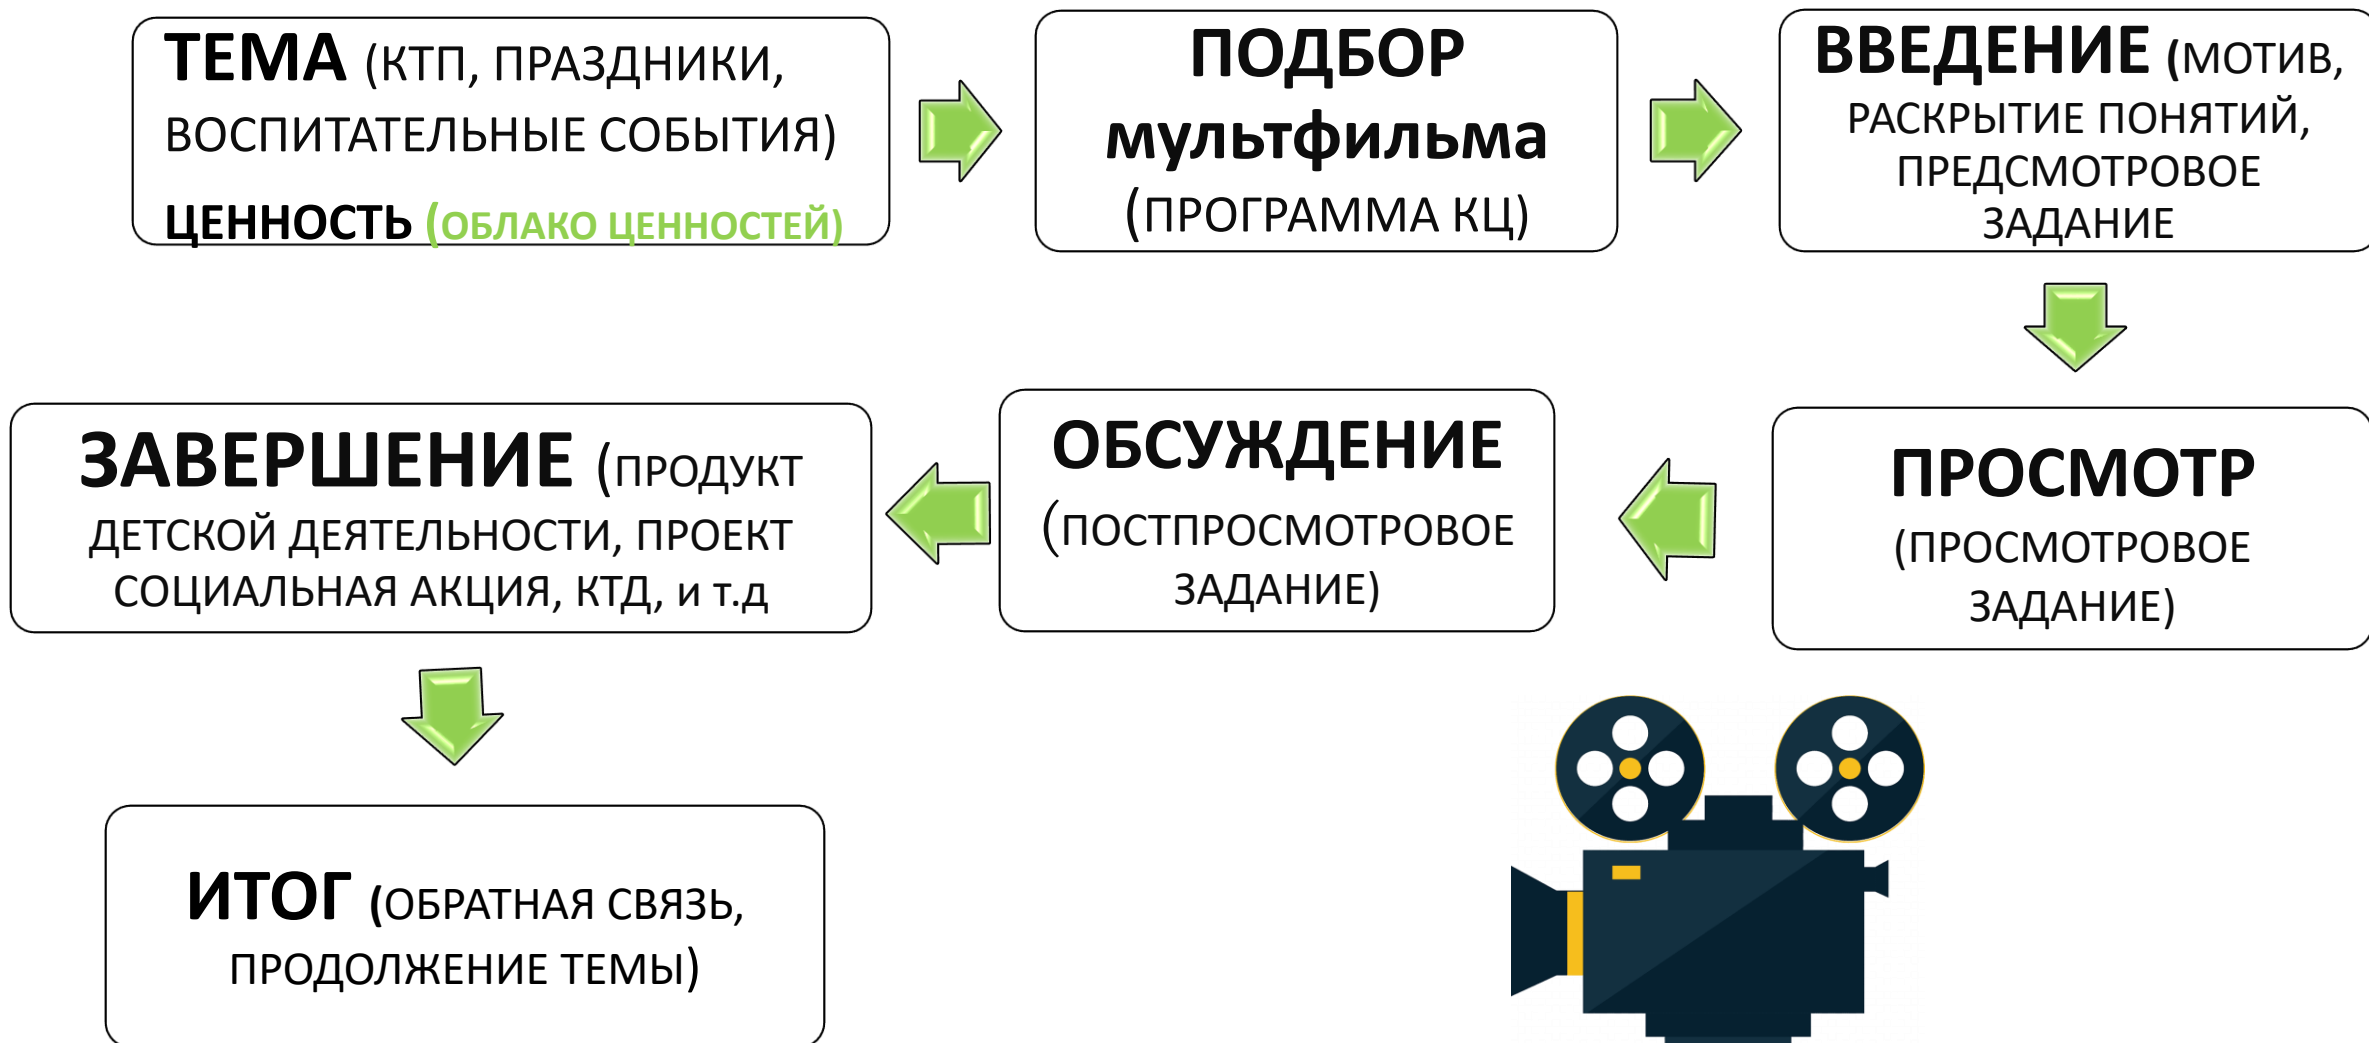 ТЕМА (КТП, ПРАЗДНИКИ,
ВОСПИТАТЕЛЬНЫЕ СОБЫТИЯ)
ЦЕННОСТЬ (ОБЛАКО ЦЕННОСТЕЙ)
ПОДБОР
мультфильма
(ПРОГРАММА КЦ)
ВВЕДЕНИЕ (МОТИВ,
РАСКРЫТИЕ ПОНЯТИЙ,
ПРЕДСМОТРОВОЕ
ЗАДАНИЕ
ПРОСМОТР
(ПРОСМОТРОВОЕ
ЗАДАНИЕ)
ОБСУЖДЕНИЕ
(ПОСТПРОСМОТРОВОЕ
ЗАДАНИЕ)
ЗАВЕРШЕНИЕ (ПРОДУКТ
ДЕТСКОЙ ДЕЯТЕЛЬНОСТИ, ПРОЕКТ
СОЦИАЛЬНАЯ АКЦИЯ, КТД, и т.д
ИТОГ (ОБРАТНАЯ СВЯЗЬ,
ПРОДОЛЖЕНИЕ ТЕМЫ)